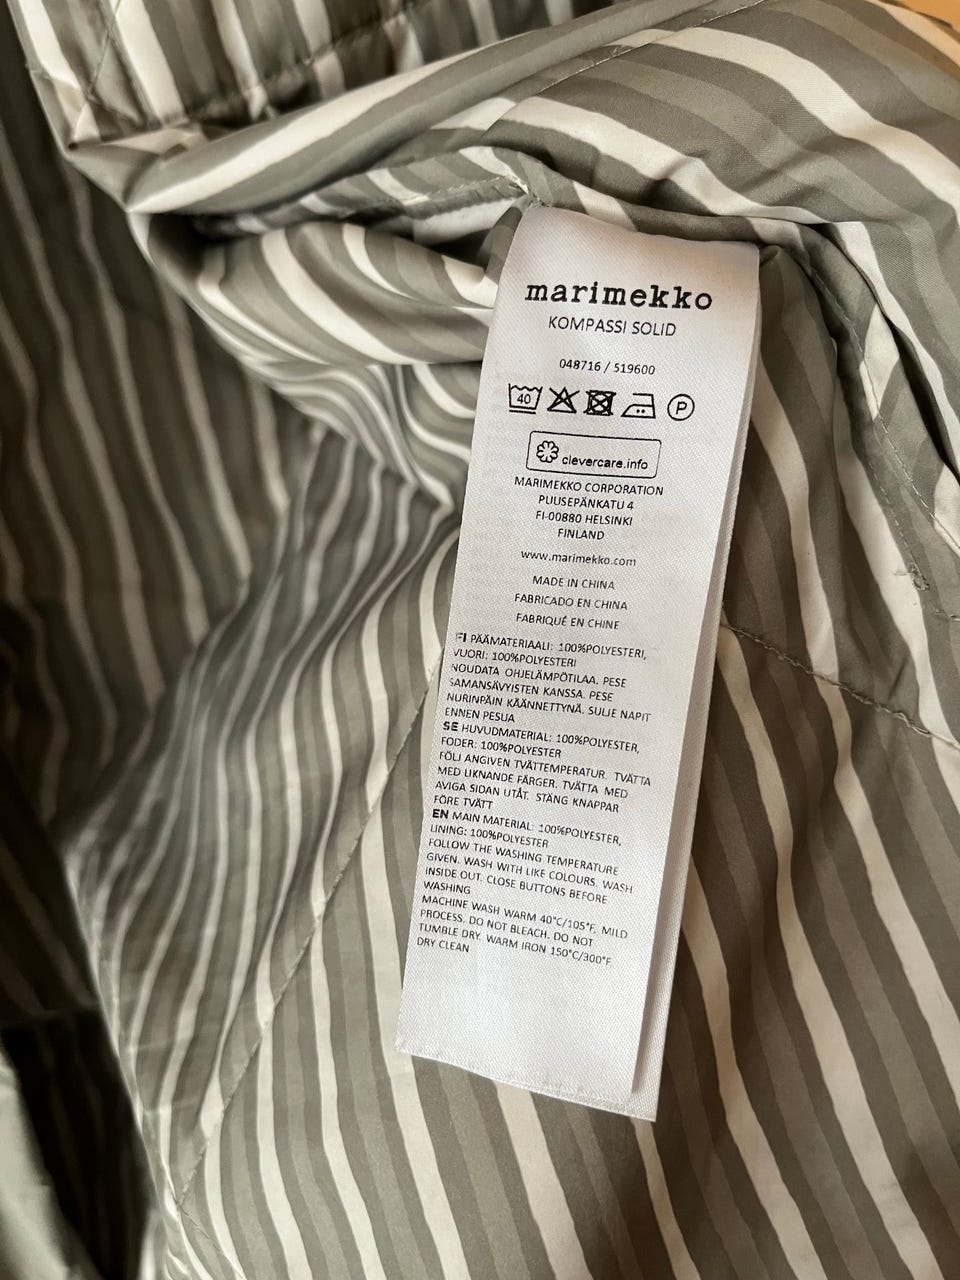 marimekko
KOMPASSI SOLID
048716 / 519600
40 P
clevercare.info
MARIMEKKO CORPORATION
PUUSEPÄNKATU 4
FI-00880 HELSINKI
FINLAND
www.marimekko.com
MADE IN CHINA
FABRICADO EN CHINA
FABRIQUÉ EN CHINE
FI PÄÄMATERIAALI: 100%POLYESTERI,
VUORI: 100%POLYESTERI
NOUDATA OHJELÄMPÖTILAA. PESE
SAMANSÄVYISTEN KANSSA. PESE
NURINPÄIN KÄÄNNETTYNÄ. SULJE NAPIT
ENNEN PESUA
SE HUVUDMATERIAL: 100%POLYESTER,
FODER: 100%POLYESTER
FÖLJ ANGIVEN TVÄTTEMPERATUR. TVÄTTA
MED LIKNANDE FÄRGER. TVÄTTA MED
AVIGA SIDAN UTÅT. STÄNG KNAPPAR
FÖRE TVÄTT
EN MAIN MATERIAL: 100%POLYESTER,
LINING: 100%POLYESTER
FOLLOW THE WASHING TEMPERATURE
GIVEN. WASH WITH LIKE COLOURS. WASH
INSIDE OUT. CLOSE BUTTONS BEFORE
WASHING
MACHINE WASH WARM 40°C/105°F. MILD
PROCESS. DO NOT BLEACH. DO NOT
TUMBLE DRY. WARM IRON 150°C/300°F.
DRY CLEAN